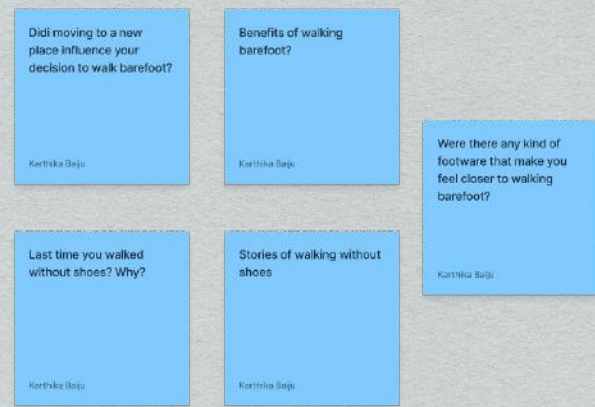 Didi moving to a new
place influence your
decision to walk barefoot?
Karthika Baiju
Benefits of walking
barefoot?
Karthika Baiju
Were there any kind of
footware that make you
feel closer to walking
barefoot?
Karthika Baiju
Last time you walked
without shoes? Why?
Karthika Baiju
Stories of walking without
shoes
Karthika Baiju